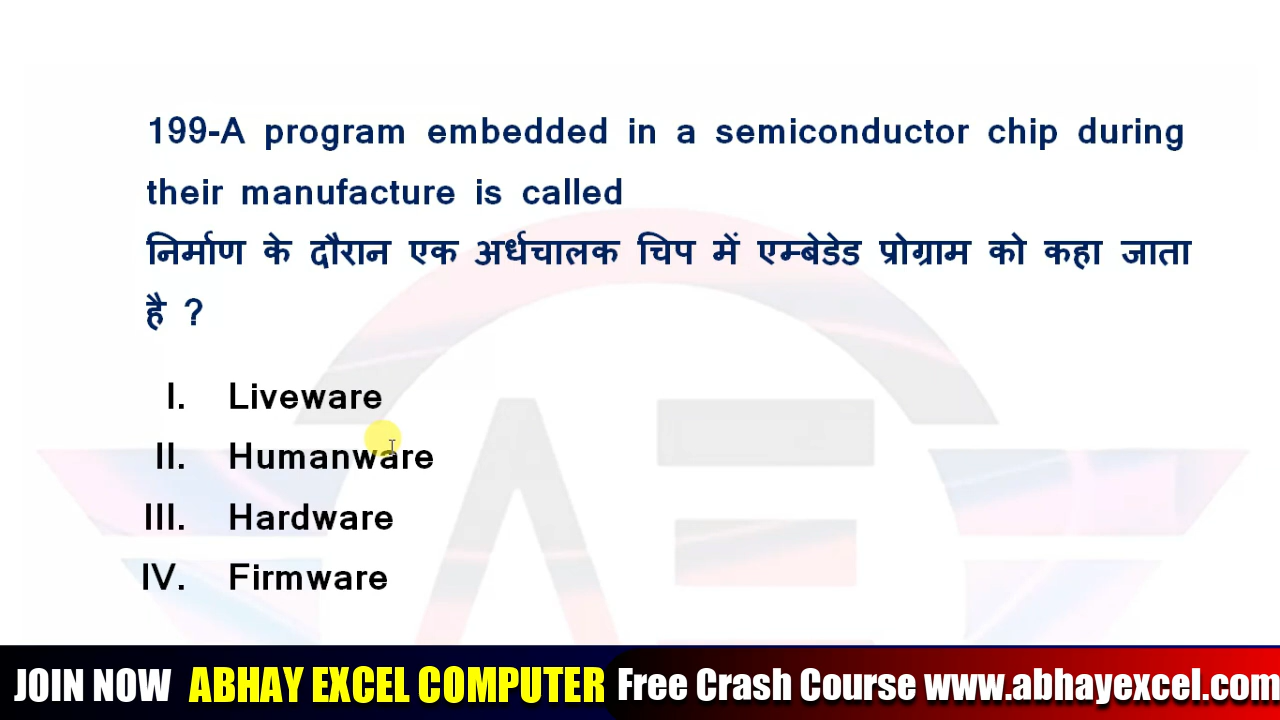 199-A program embedded in a semiconductor chip during
their manufacture is called
निर्माण के दौरान एक अर्धचालक चिप में एम्बेडेड प्रोग्राम को कहा जाता
है ?
I. Liveware
II. Humanware
III. Hardware
IV. Firmware
JOIN NOW ABHAY EXCEL COMPUTER Free Crash Course www.abhayexcel.com